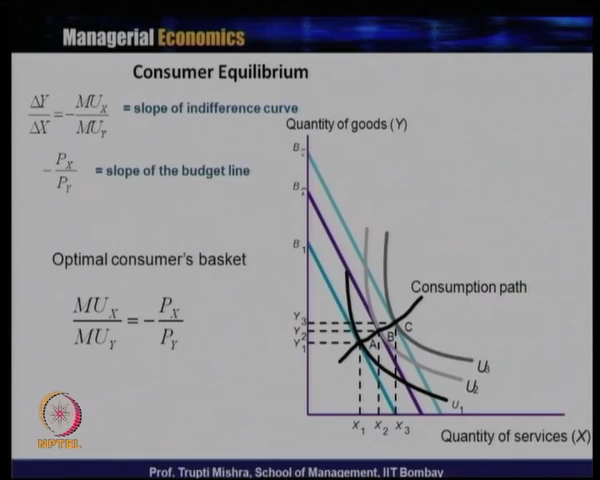 Managerial Economics
Consumer Equilibrium
ΔY/ΔX = - MU_X/MU_Y = slope of indifference curve
- P_X/P_Y = slope of the budget line
Optimal consumer's basket
MU_X/MU_Y = - P_X/P_Y
Quantity of goods (Y)
B
B
B1
Consumption path
Y3
Y2
Y1
A
B
C
U3
U2
U1
X1 X2 X3
Quantity of services (X)
NPTEL
Prof. Trupti Mishra, School of Management, IIT Bombay